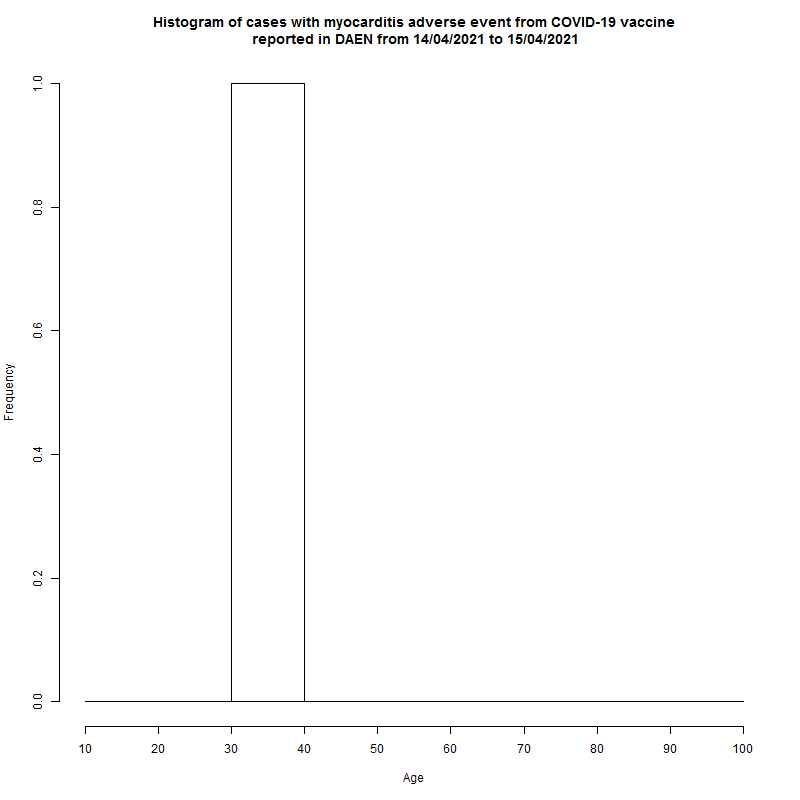 Histogram of cases with myocarditis adverse event from COVID-19 vaccine
reported in DAEN from 14/04/2021 to 15/04/2021
1.0
0.8
0.6
0.4
0.2
0.0
Frequency
10 20 30 40 50 60 70 80 90 100
Age